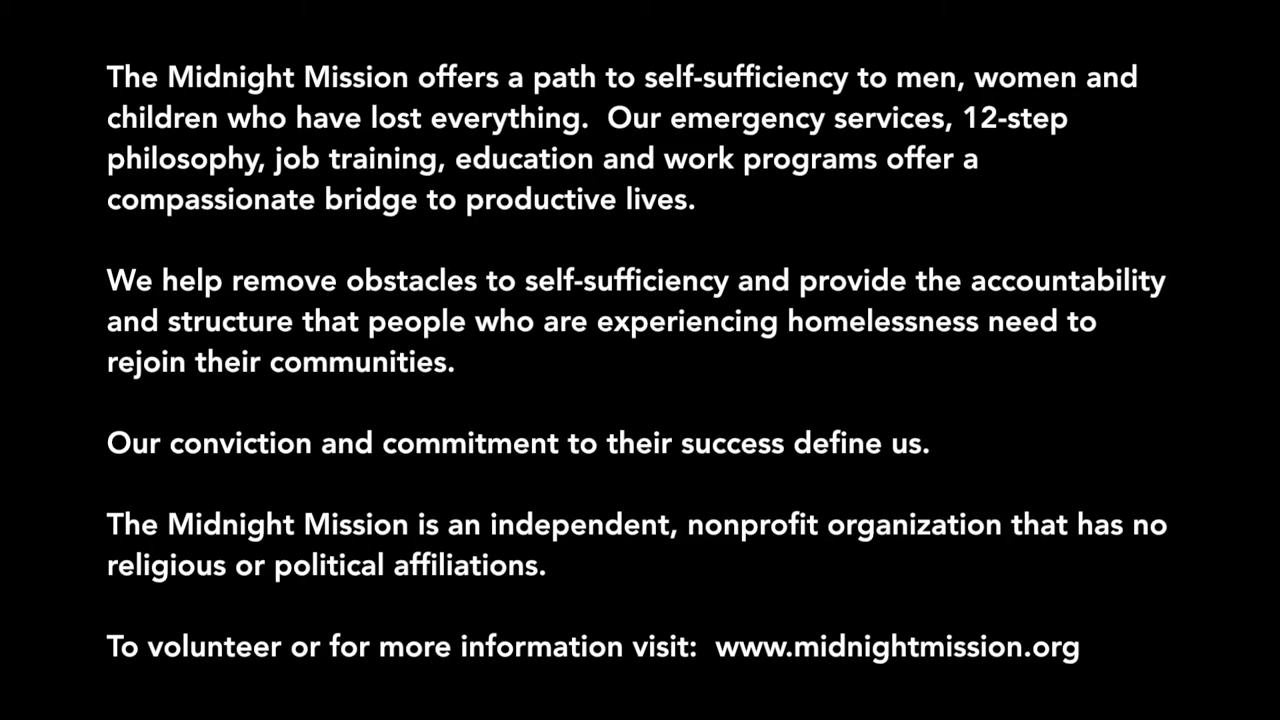 The Midnight Mission offers a path to self-sufficiency to men, women and
children who have lost everything.  Our emergency services, 12-step
philosophy, job training, education and work programs offer a
compassionate bridge to productive lives.
We help remove obstacles to self-sufficiency and provide the accountability
and structure that people who are experiencing homelessness need to
rejoin their communities.
Our conviction and commitment to their success define us.
The Midnight Mission is an independent, nonprofit organization that has no
religious or political affiliations.
To volunteer or for more information visit:  www.midnightmission.org